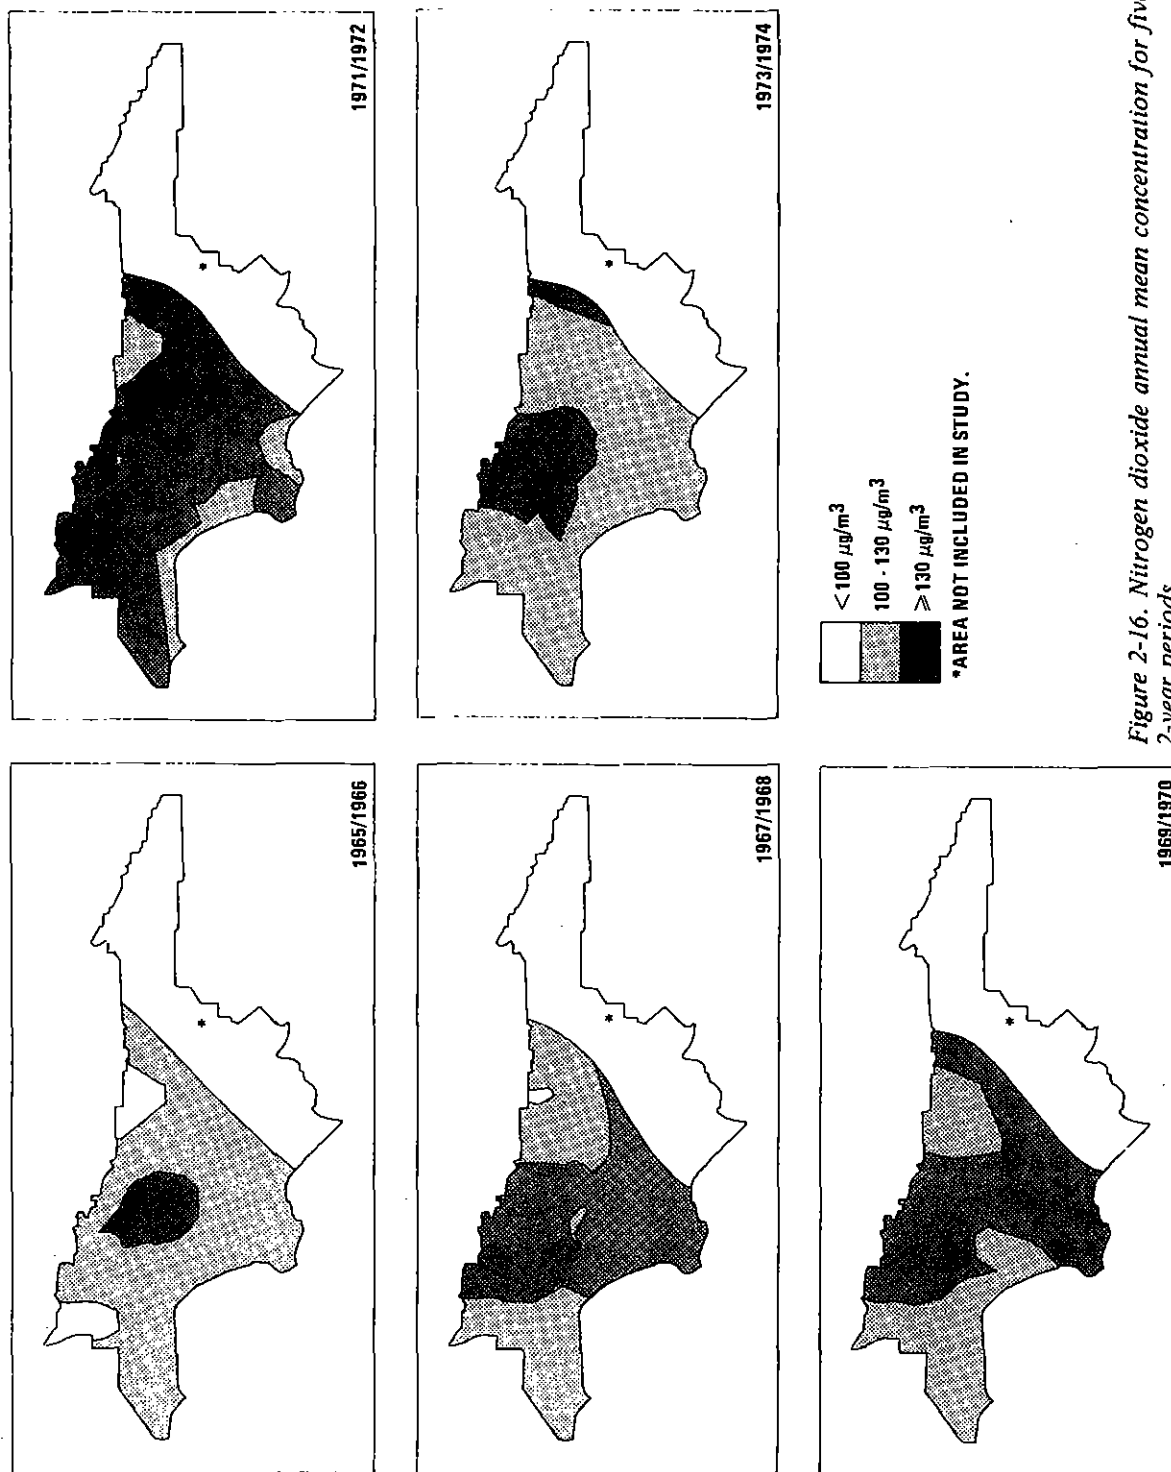 1965/1966
1971/1972
1967/1968
1973/1974
1969/1970
<100 µg/m³
100 - 130 µg/m³
⩾130 µg/m³
*AREA NOT INCLUDED IN STUDY.
*
*
*
*
*
Figure 2-16. Nitrogen dioxide annual mean concentration for five
2-year periods